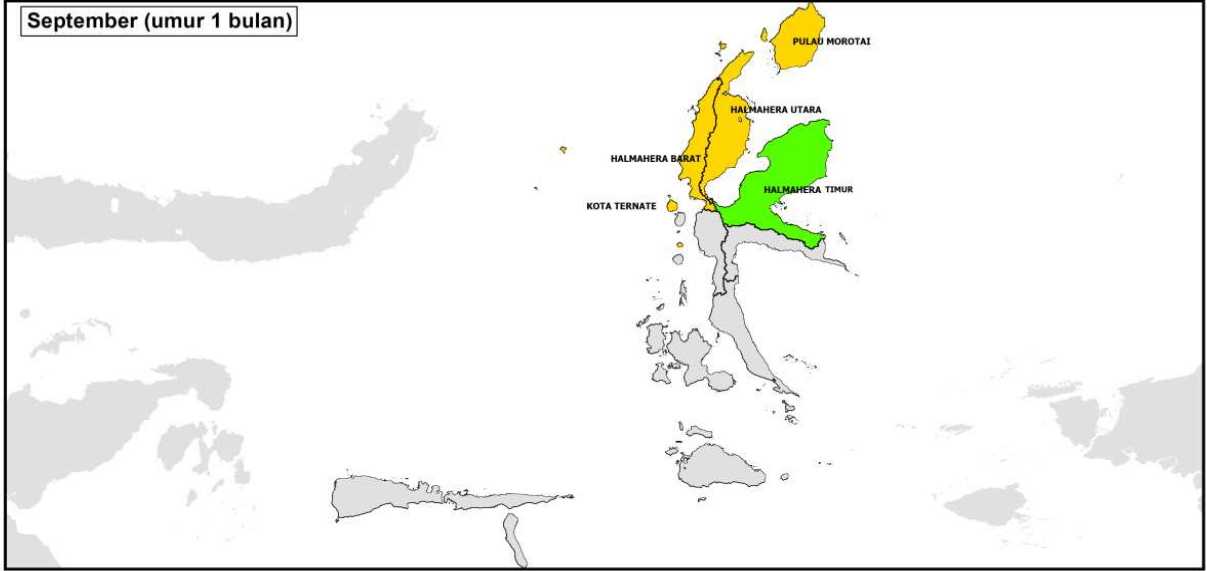 September (umur 1 bulan)
PULAU MOROTAI
HALMAHERA UTARA
HALMAHERA BARAT
HALMAHERA TIMUR
KOTA TERNATE